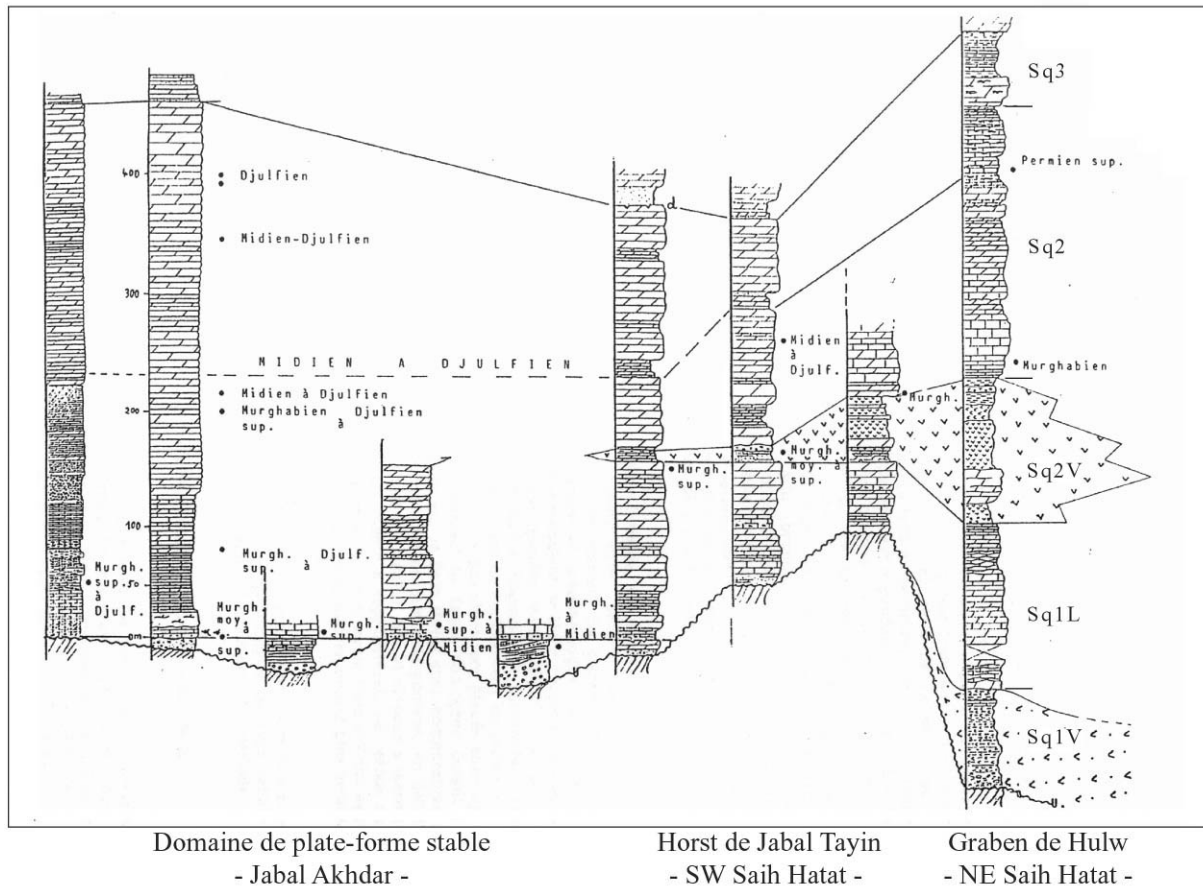 Sq3
Permien sup.
400
Djulfien
Sq2
d
Midien-Djulfien
300
Midien
à
Djulf.
Murghabien
MIDIEN A DJULFIEN
Midien à Djulfien
200
Murghabien Djulfien
sup. à
Murgh.
Murgh.
sup.
Murgh.
moy. à
sup.
Sq2V
100
Murgh.
sup.
à
Djulf.
50
Murgh. Djulf.
sup. à
Sq1L
0m
Murgh.
moy. à
sup.
Murgh.
sup
Murgh.
sup. à
Midien
Murgh.
à
Midien
U
Sq1V
U.
Domaine de plate-forme stable
- Jabal Akhdar -
Horst de Jabal Tayin
- SW Saih Hatat -
Graben de Hulw
- NE Saih Hatat -